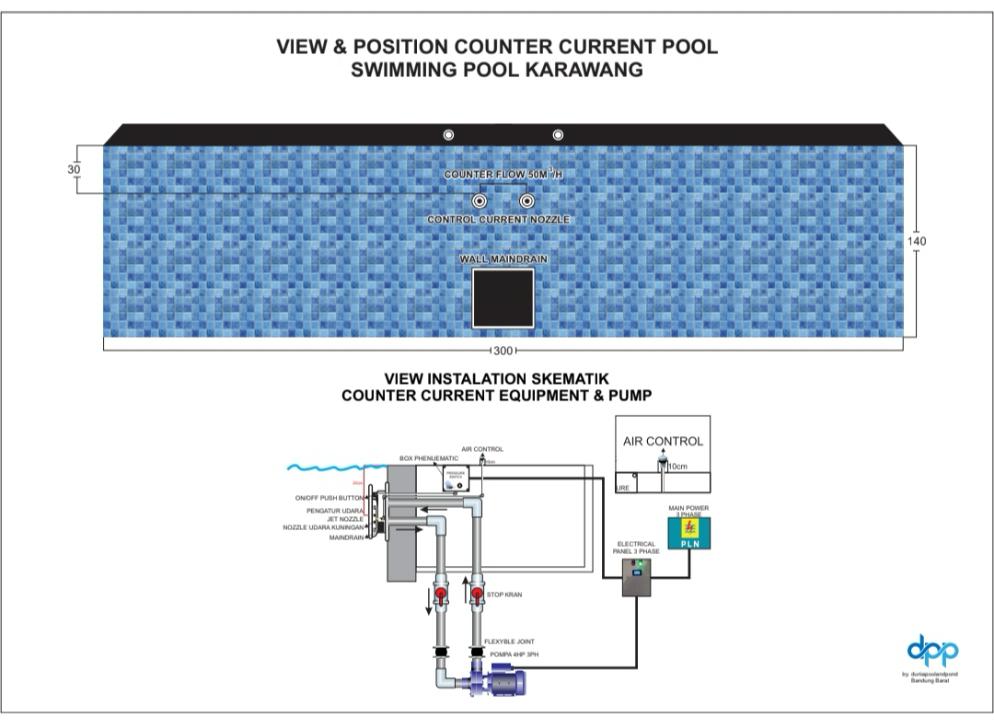 VIEW & POSITION COUNTER CURRENT POOL
SWIMMING POOL KARAWANG
30
COUNTER FLOW 50M³/H
CONTROL CURRENT NOZZLE
140
WALL MAINDRAIN
300
VIEW INSTALATION SKEMATIK
COUNTER CURRENT EQUIPMENT & PUMP
AIR CONTROL
10cm
URE
AIR CONTROL
BOX PHENUEMATIC
PRESSURE
SWITCH
ON/OFF PUSH BUTTON
PENGATUR UDARA
JET NOZZLE
NOZZLE UDARA KUNINGAN
MAINDRAIN
MAIN POWER
3 PHASE
PLN
ELECTRICAL
PANEL 3 PHASE
STOP KRAN
FLEXYBLE JOINT
POMPA 4HP 3PH
dpp
by duniapoolandpond
Bandung Barat